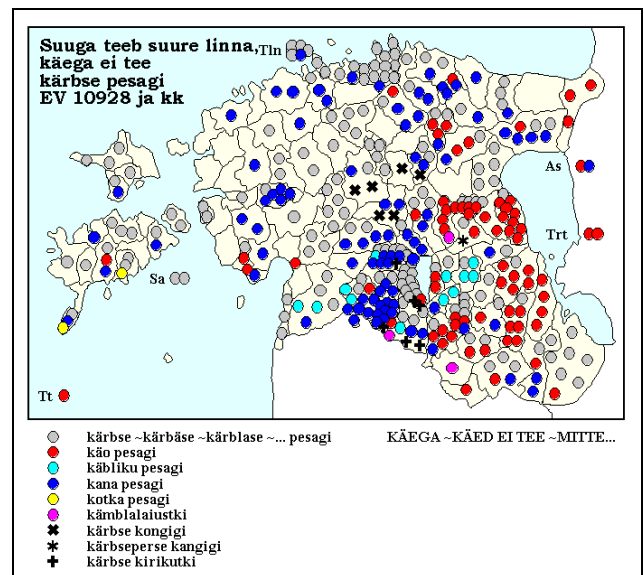 Suuga teeb suure linna,
käega ei tee
kärbse pesagi
EV 10928 ja kk
Tln
As
Trt
Sa
Tt
kärbse ~kärbäse ~kärblase ~... pesagi
KÄEGA ~KÄED EI TEE ~MITTE...
käo pesagi
käbliku pesagi
kana pesagi
kotka pesagi
kämblalaiustki
kärbse kongigi
kärbseperse kangigi
kärbse kirikutki